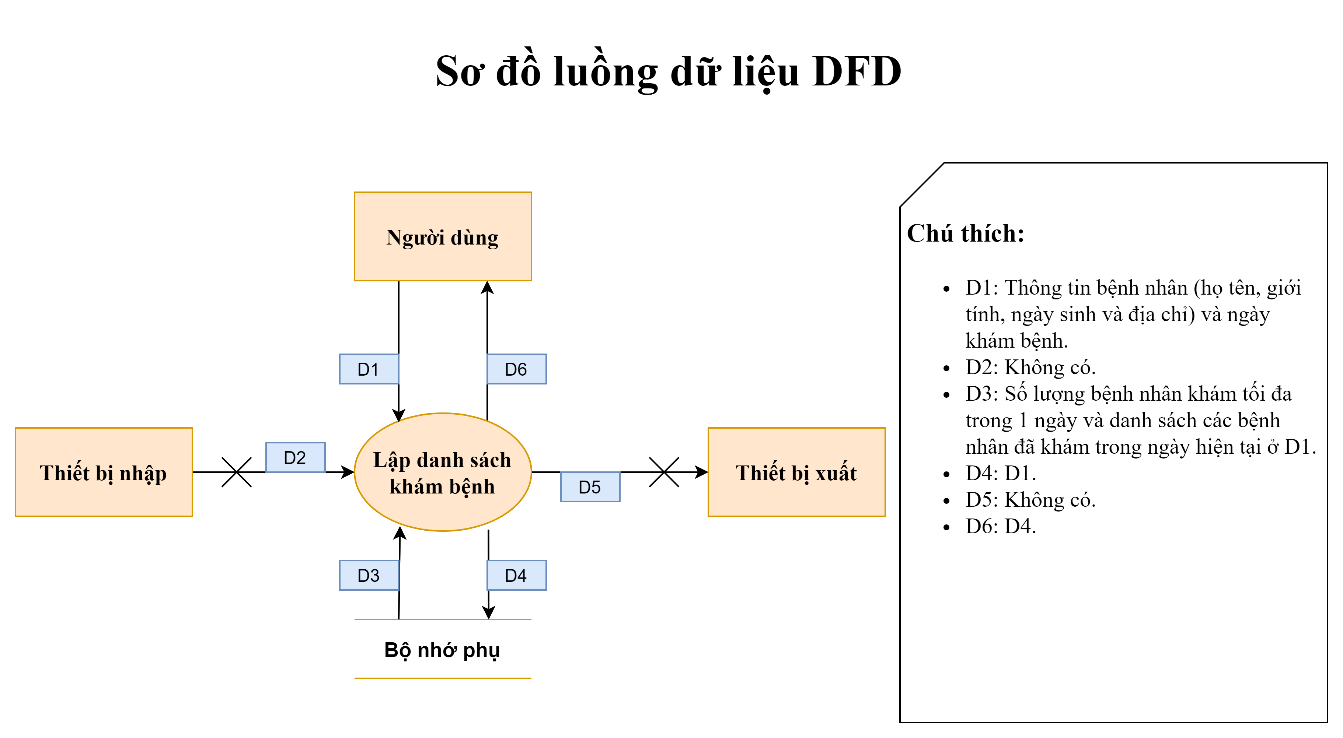 Sơ đồ luồng dữ liệu DFD
Người dùng
D1
D6
Thiết bị nhập
D2
Lập danh sách
khám bệnh
D5
Thiết bị xuất
D3
D4
Bộ nhớ phụ
Chú thích:
• D1: Thông tin bệnh nhân (họ tên, giới
tính, ngày sinh và địa chỉ) và ngày
khám bệnh.
• D2: Không có.
• D3: Số lượng bệnh nhân khám tối đa
trong 1 ngày và danh sách các bệnh
nhân đã khám trong ngày hiện tại ở D1.
• D4: D1.
• D5: Không có.
• D6: D4.